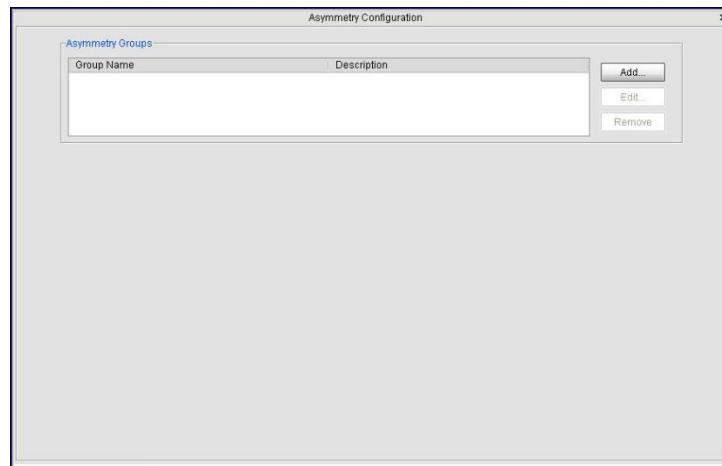 Asymmetry Configuration
Asymmetry Groups
Group Name Description
Add...
Edit...
Remove